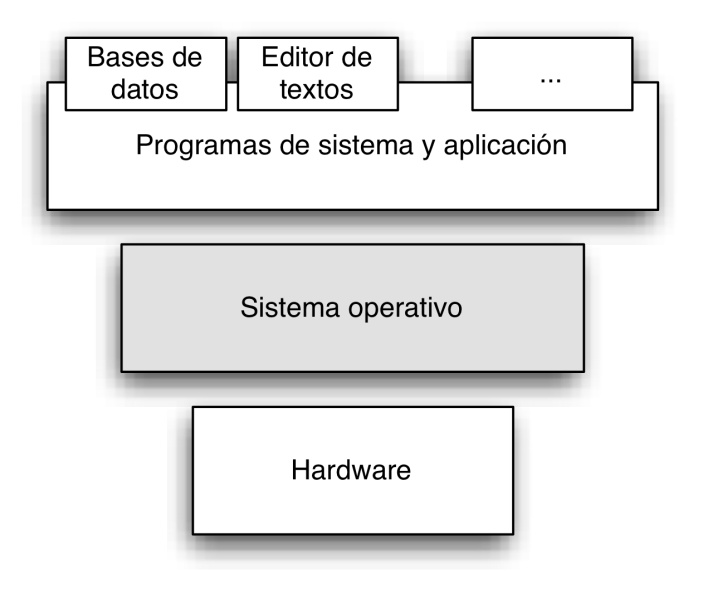 Bases de
datos
Editor de
textos
...
Programas de sistema y aplicación
Sistema operativo
Hardware